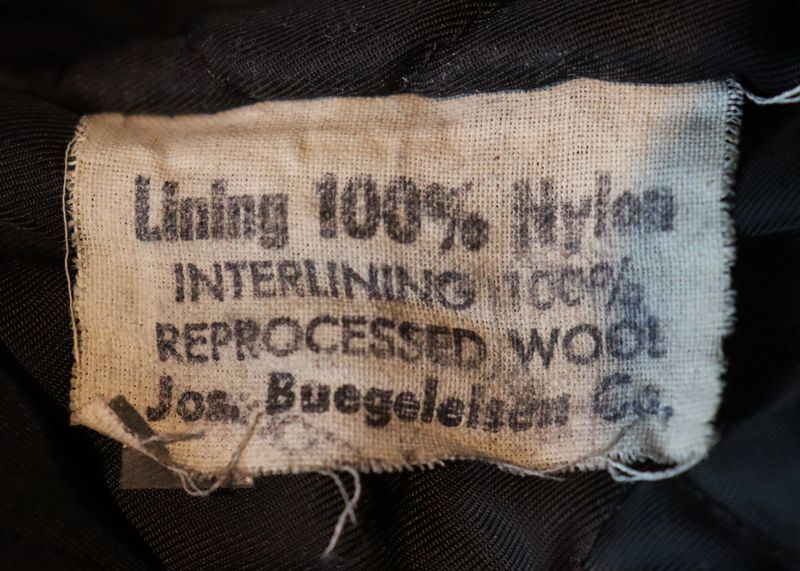 Lining 100% Nylon
INTERLINING 100%
REPROCESSED WOOL
Jos. Buegeleisen Co.